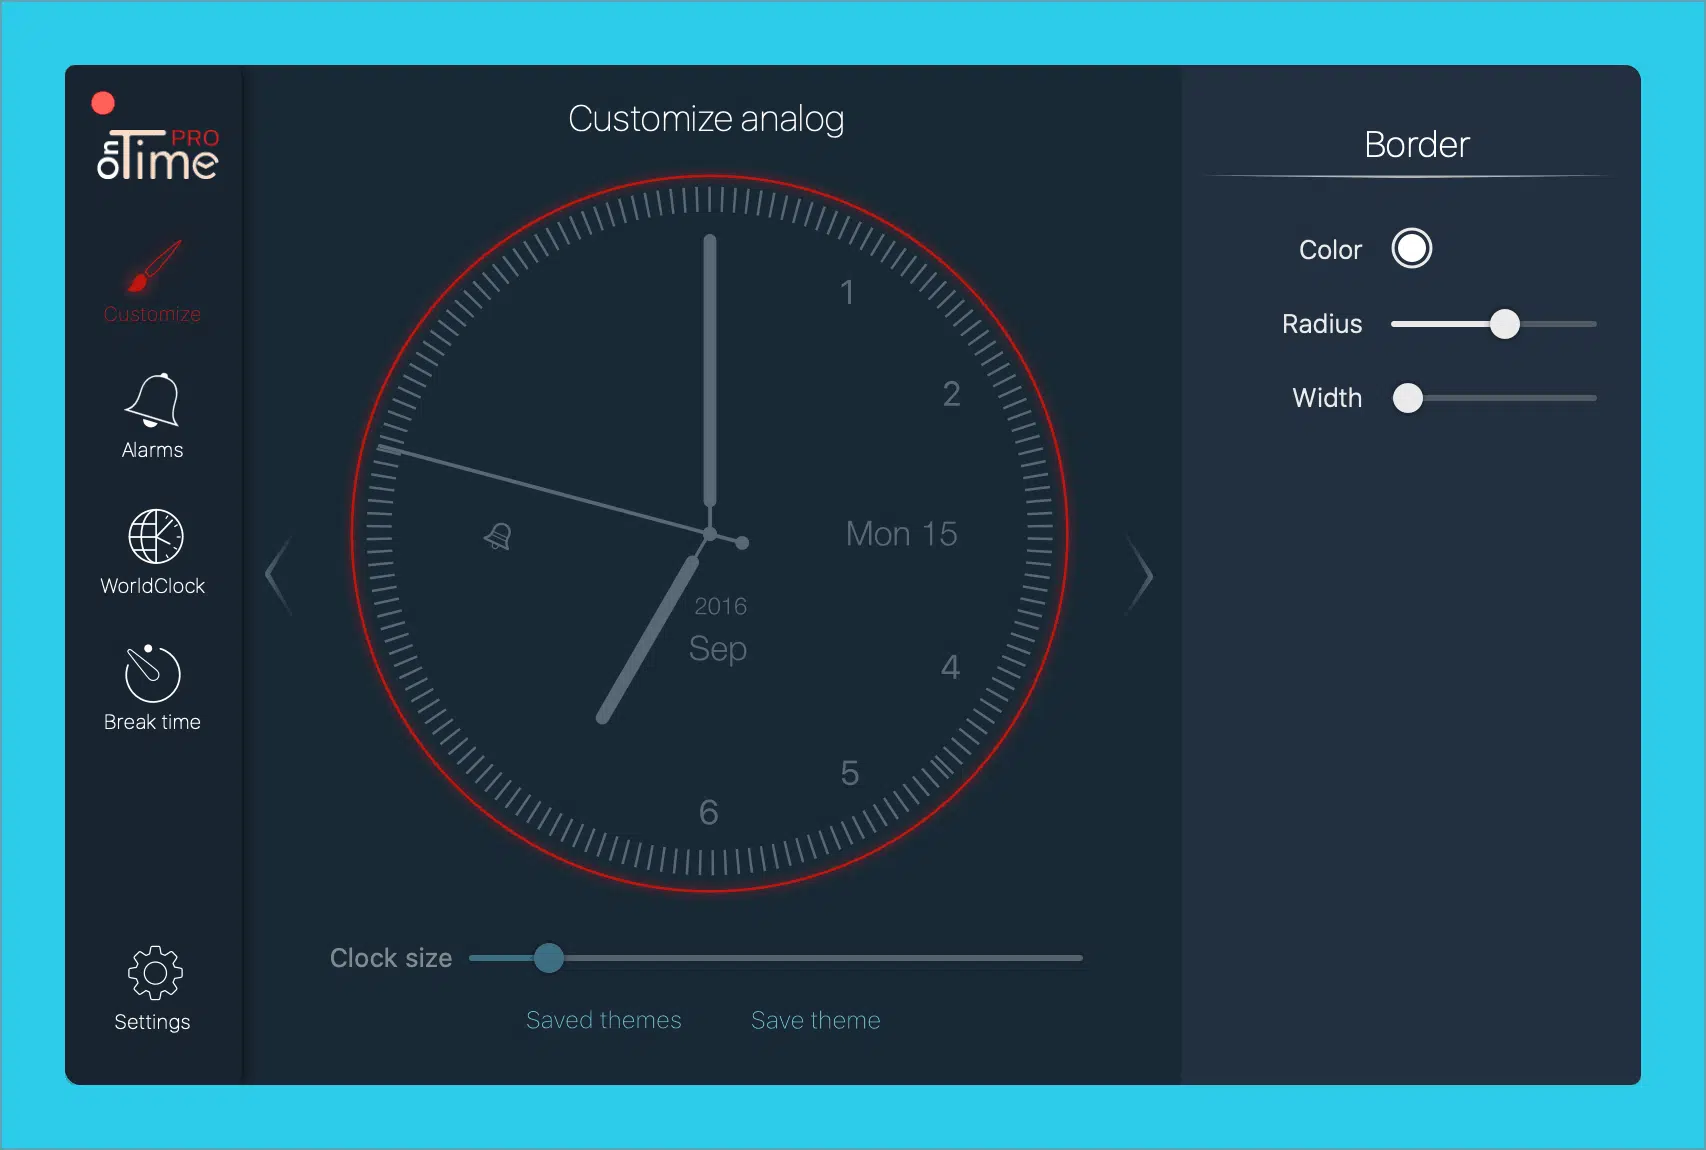 PRO
onTime
Customize
Alarms
WorldClock
Break time
Settings
Customize analog
1
2
Mon 15
2016
Sep
4
5
6
Clock size
Saved themes
Save theme
Border
Color
Radius
Width